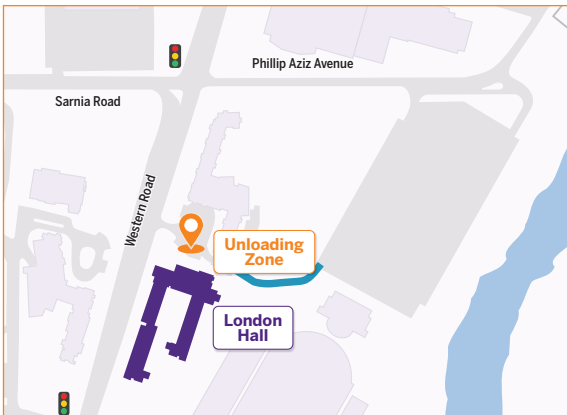 Phillip Aziz Avenue
Sarnia Road
Western Road
Unloading
Zone
London
Hall